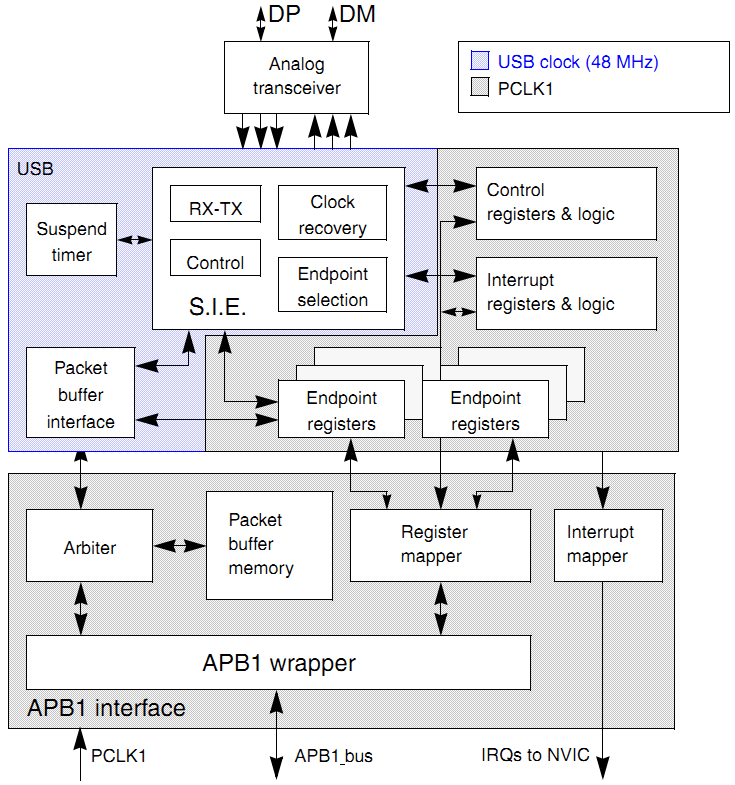 DP
DM
Analog
transceiver
USB clock (48 MHz)
PCLK1
USB
RX-TX
Clock
recovery
Control
registers & logic
Suspend
timer
Control
Endpoint
selection
S.I.E.
Interrupt
registers & logic
Packet
buffer
interface
Endpoint
registers
Endpoint
registers
Arbiter
Packet
buffer
memory
Register
mapper
Interrupt
mapper
APB1 wrapper
APB1 interface
PCLK1
APB1_bus
IRQs to NVIC